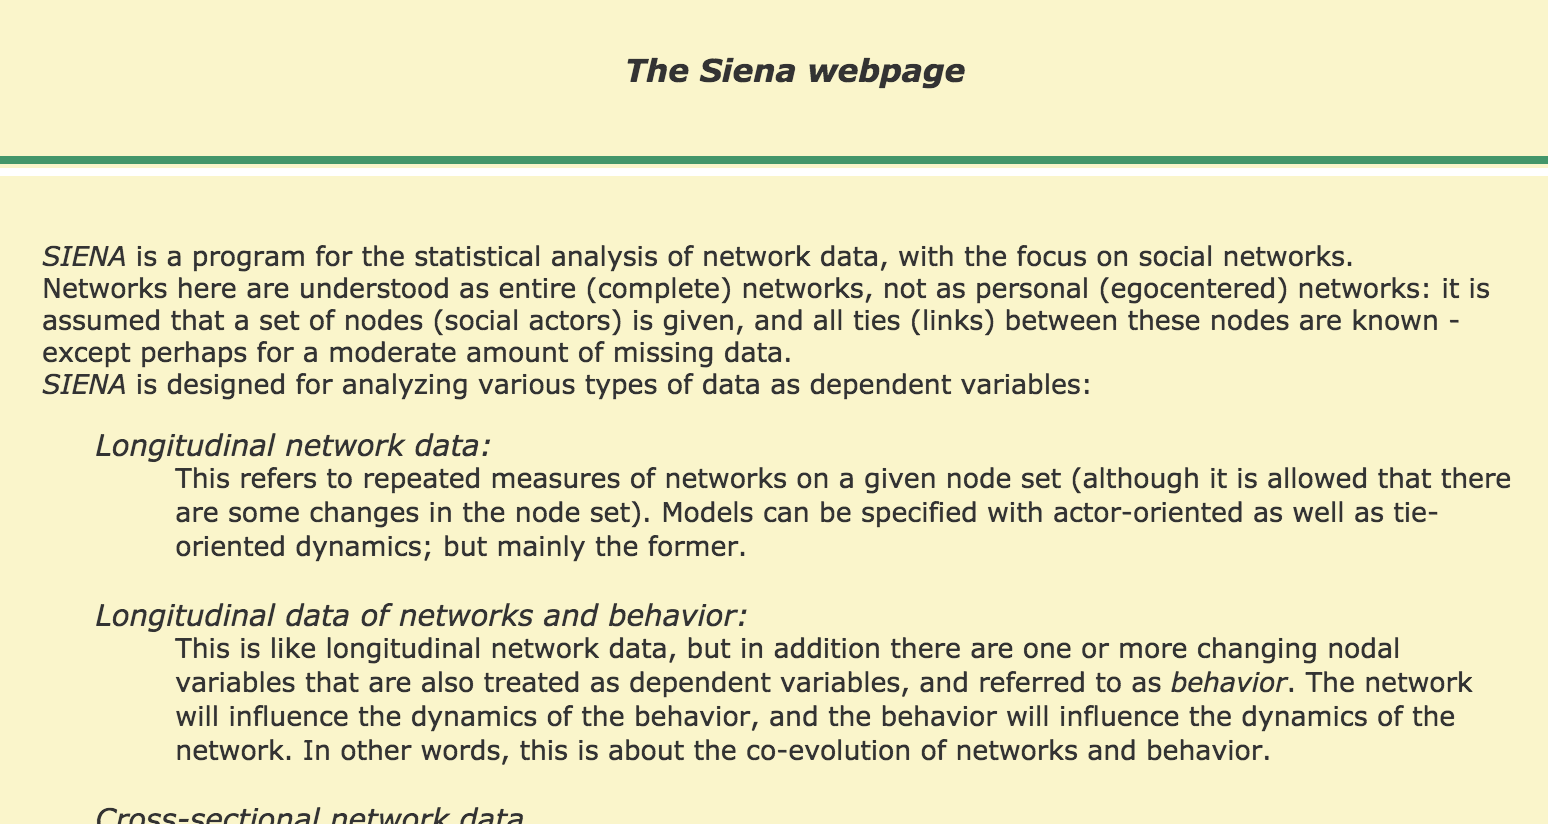 The Siena webpage
SIENA is a program for the statistical analysis of network data, with the focus on social networks.
Networks here are understood as entire (complete) networks, not as personal (egocentered) networks: it is
assumed that a set of nodes (social actors) is given, and all ties (links) between these nodes are known -
except perhaps for a moderate amount of missing data.
SIENA is designed for analyzing various types of data as dependent variables:
Longitudinal network data:
This refers to repeated measures of networks on a given node set (although it is allowed that there
are some changes in the node set). Models can be specified with actor-oriented as well as tie-
oriented dynamics; but mainly the former.
Longitudinal data of networks and behavior:
This is like longitudinal network data, but in addition there are one or more changing nodal
variables that are also treated as dependent variables, and referred to as behavior. The network
will influence the dynamics of the behavior, and the behavior will influence the dynamics of the
network. In other words, this is about the co-evolution of networks and behavior.
Cross-sectional network data